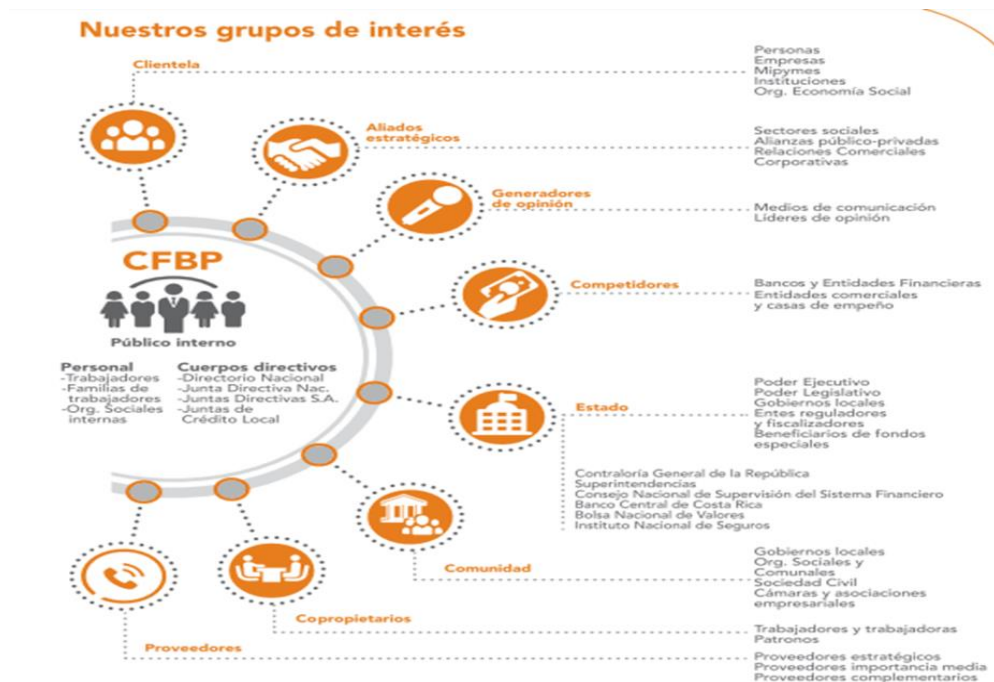 Nuestros grupos de interés
Clientela
Personas
Empresas
Mipymes
Instituciones
Org. Economía Social
Aliados
estratégicos
Sectores sociales
Alianzas público-privadas
Relaciones Comerciales
Corporativas
Generadores
de opinión
Medios de comunicación
Líderes de opinión
Competidores
Bancos y Entidades Financieras
Entidades comerciales
y casas de empeño
CFBP
Público interno
Personal
-Trabajadores
-Familias de
trabajadores
-Org. Sociales
internas
Cuerpos directivos
-Directorio Nacional
-Junta Directiva Nac.
-Juntas Directivas S.A.
-Juntas de
Crédito Local
Estado
Poder Ejecutivo
Poder Legislativo
Gobiernos locales
Entes reguladores
y fiscalizadores
Beneficiarios de fondos
especiales
Contraloría General de la República
Superintendencias
Consejo Nacional de Supervisión del Sistema Financiero
Banco Central de Costa Rica
Bolsa Nacional de Valores
Instituto Nacional de Seguros
Comunidad
Gobiernos locales
Org. Sociales y
Comunales
Sociedad Civil
Cámaras y asociaciones
empresariales
Copropietarios
Trabajadores y trabajadoras
Patronos
Proveedores
Proveedores estratégicos
Proveedores importancia media
Proveedores complementarios